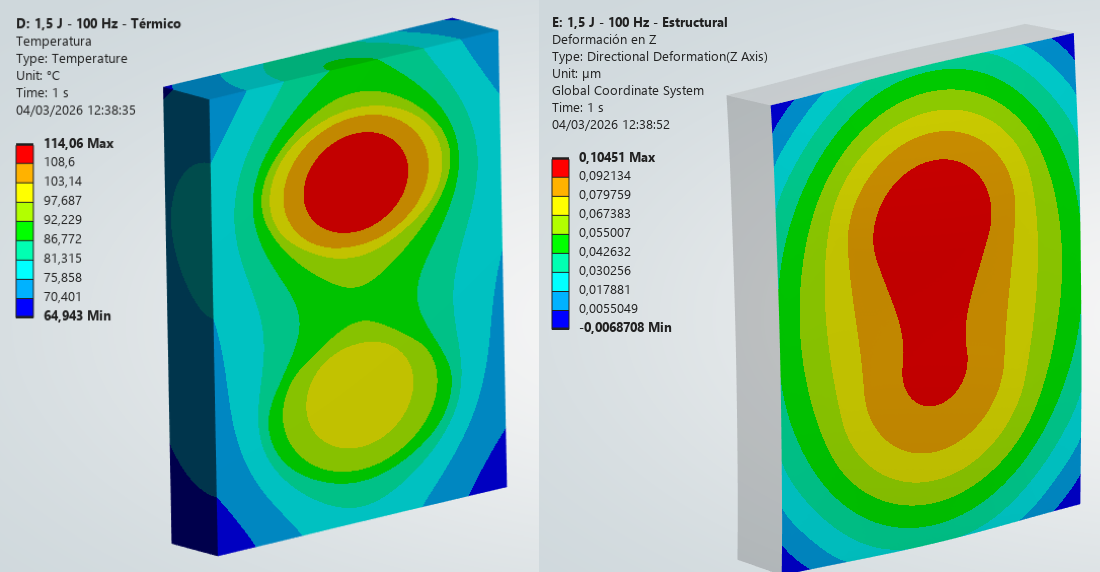 D: 1,5 J - 100 Hz - Térmico
Temperatura
Type: Temperature
Unit: °C
Time: 1 s
04/03/2026 12:38:35
114,06 Max
108,6
103,14
97,687
92,229
86,772
81,315
75,858
70,401
64,943 Min
E: 1,5 J - 100 Hz - Estructural
Deformación en Z
Type: Directional Deformation(Z Axis)
Unit: µm
Global Coordinate System
Time: 1 s
04/03/2026 12:38:52
0,10451 Max
0,092134
0,079759
0,067383
0,055007
0,042632
0,030256
0,017881
0,0055049
-0,0068708 Min